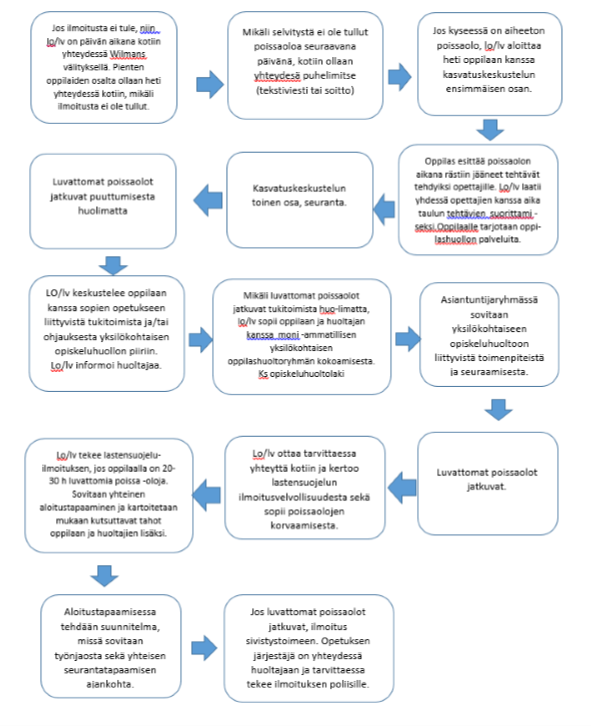 Jos ilmoitusta ei tule, niin
lo/lv on päivän aikana kotiin
yhteydessä Wilmans
välityksellä. Pienten
oppilaiden osalta ollaan heti
yhteydessä kotiin, mikäli
ilmoitusta ei ole tullut.
Mikäli selvitystä ei ole tullut
poissaoloa seuraavana
päivänä, kotiin ollaan
yhteydesä puhelimitse
(tekstiviesti tai soitto)
Jos kyseessä on aiheeton
poissaolo, lo/lv aloittaa
heti oppilaan kanssa
kasvatuskeskustelun
ensimmäisen osan.
Oppilas esittää poissaolon
aikana rästiin jääneet tehtävät
tehdyiksi opettajille. Lo/lv laatii
yhdessä opettajien kanssa aika
taulun tehtävien suorittami-
seksi.Oppilaalle tarjotaan oppi-
lashuollon palveluita.
Kasvatuskeskustelun
toinen osa, seuranta.
Luvattomat poissaolot
jatkuvat puuttumisesta
huolimatta
LO/lv keskustelee oppilaan
kanssa sopien opetukseen
liittyvistä tukitoimista ja/tai
ohjauksesta yksilökohtaisen
opiskeluhuollon piiriin.
Lo/lv informoi huoltajaa.
Mikäli luvattomat poissaolot
jatkuvat tukitoimista huo-limatta,
lo/lv sopii oppilaan ja huoltajan
kanssa moni-ammatillisen
yksilökohtaisen
oppilashuoltoryhmän kokoamisesta.
Ks opiskeluhuoltolaki
Asiantuntijaryhmässä
sovitaan
yksilökohtaiseen
opiskeluhuoltoon
liittyvistä toimenpiteistä
ja seuraamisesta.
Luvattomat poissaolot
jatkuvat.
Lo/lv ottaa tarvittaessa
yhteyttä kotiin ja kertoo
lastensuojelun
ilmoitusvelvollisuudesta sekä
sopii poissaolojen
korvaamisesta.
Lo/lv tekee lastensuojelu-
ilmoituksen, jos oppilaalla on 20-
30 h luvattomia poissa -oloja.
Sovitaan yhteinen
aloitustapaaminen ja kartoitetaan
mukaan kutsuttavat tahot
oppilaan ja huoltajien lisäksi.
Aloitustapaamisessa
tehdään suunnitelma,
missä sovitaan
työnjaosta sekä yhteisen
seurantatapaamisen
ajankohta.
Jos luvattomat poissaolot
jatkuvat, ilmoitus
sivistystoimeen. Opetuksen
järjestäjä on yhteydessä
huoltajaan ja tarvittaessa
tekee ilmoituksen poliisille.